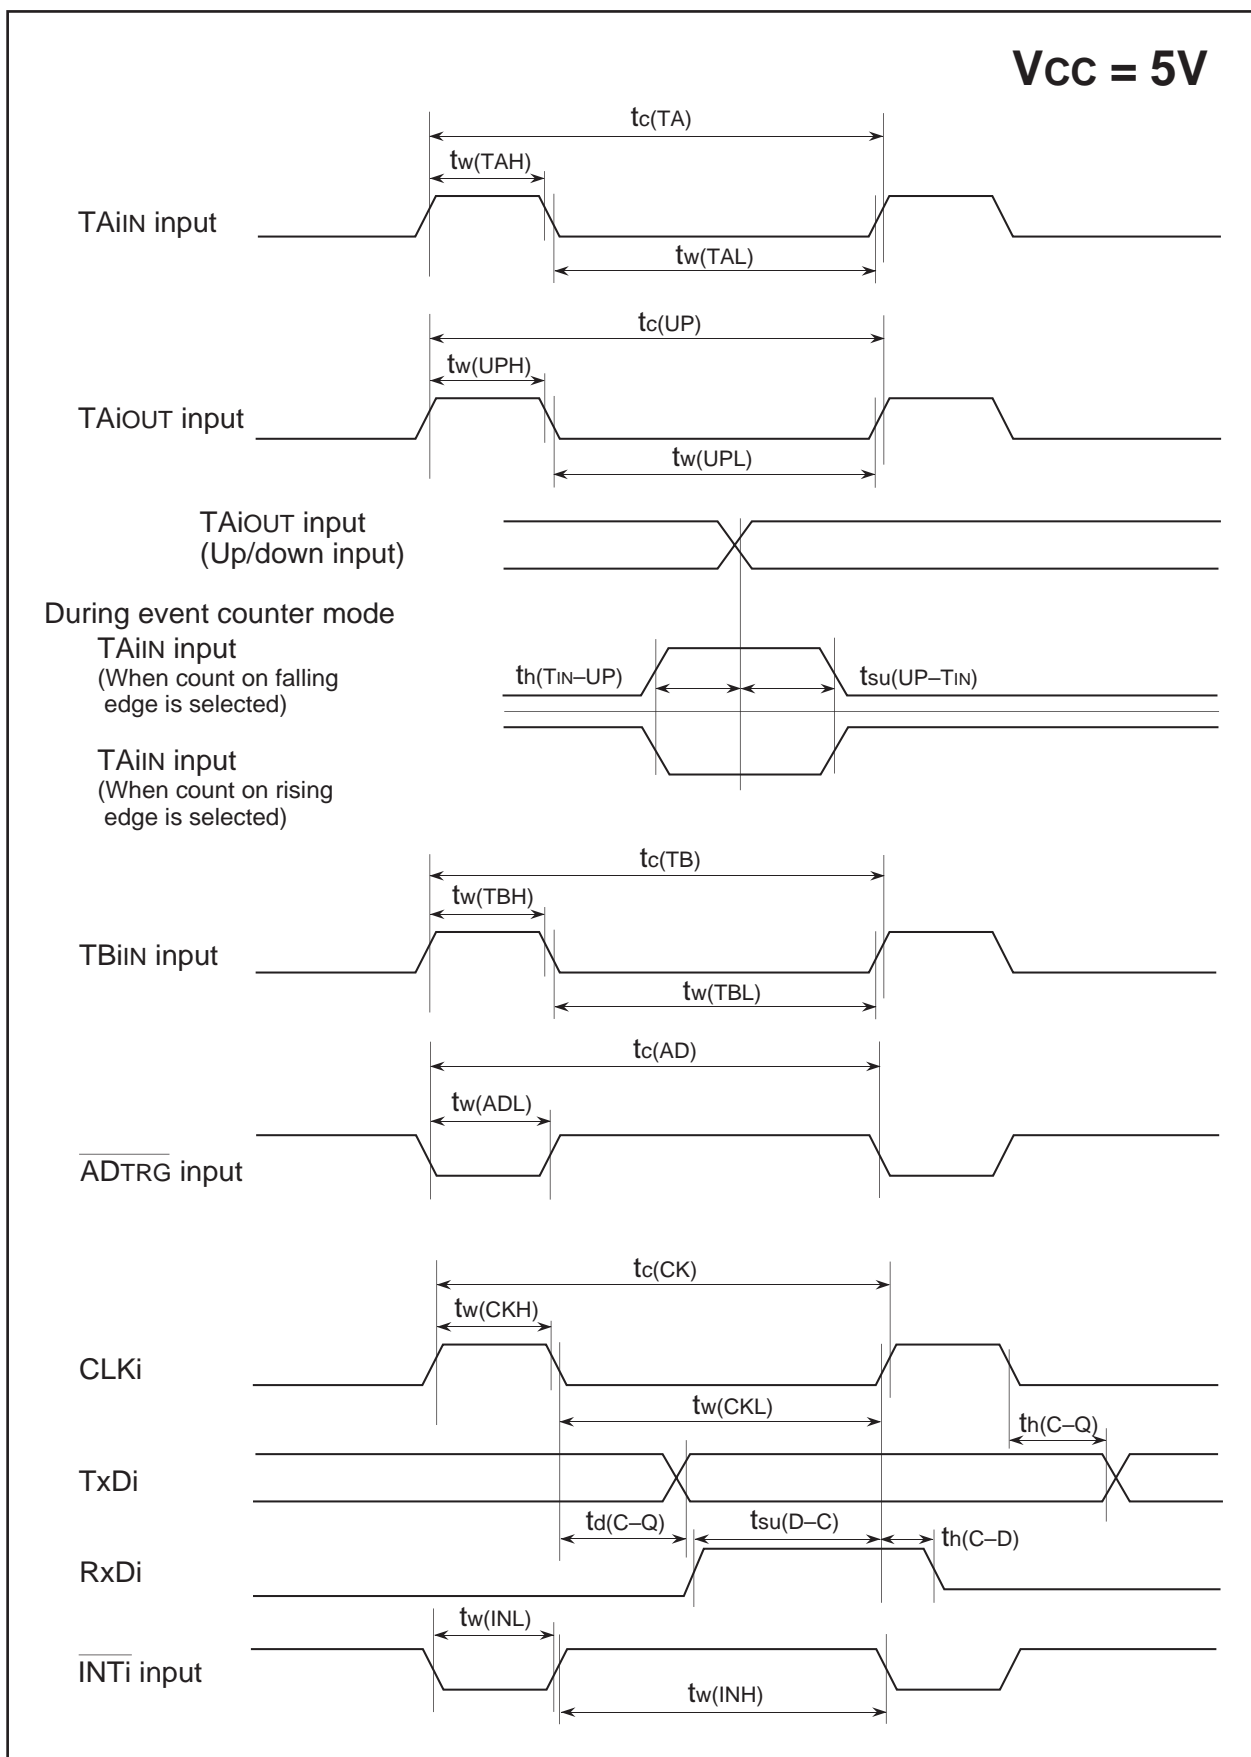 VCC = 5V
tc(TA)
tw(TAH)
TAiIN input
tw(TAL)
tc(UP)
tw(UPH)
TAiOUT input
tw(UPL)
TAiOUT input
(Up/down input)
During event counter mode
TAiIN input
(When count on falling
edge is selected)
th(TIN–UP)
tsu(UP–TIN)
TAiIN input
(When count on rising
edge is selected)
tc(TB)
tw(TBH)
TBiIN input
tw(TBL)
tc(AD)
tw(ADL)
ADTRG input
tc(CK)
tw(CKH)
CLKi
tw(CKL)
th(C–Q)
TxDi
td(C–Q)
tsu(D–C)
th(C–D)
RxDi
tw(INL)
INTi input
tw(INH)